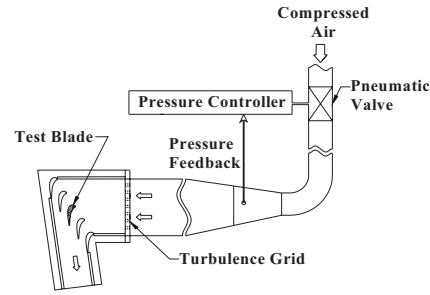 Compressed
Air
Pneumatic
Valve
Pressure Controller
Pressure
Feedback
Test Blade
Turbulence Grid